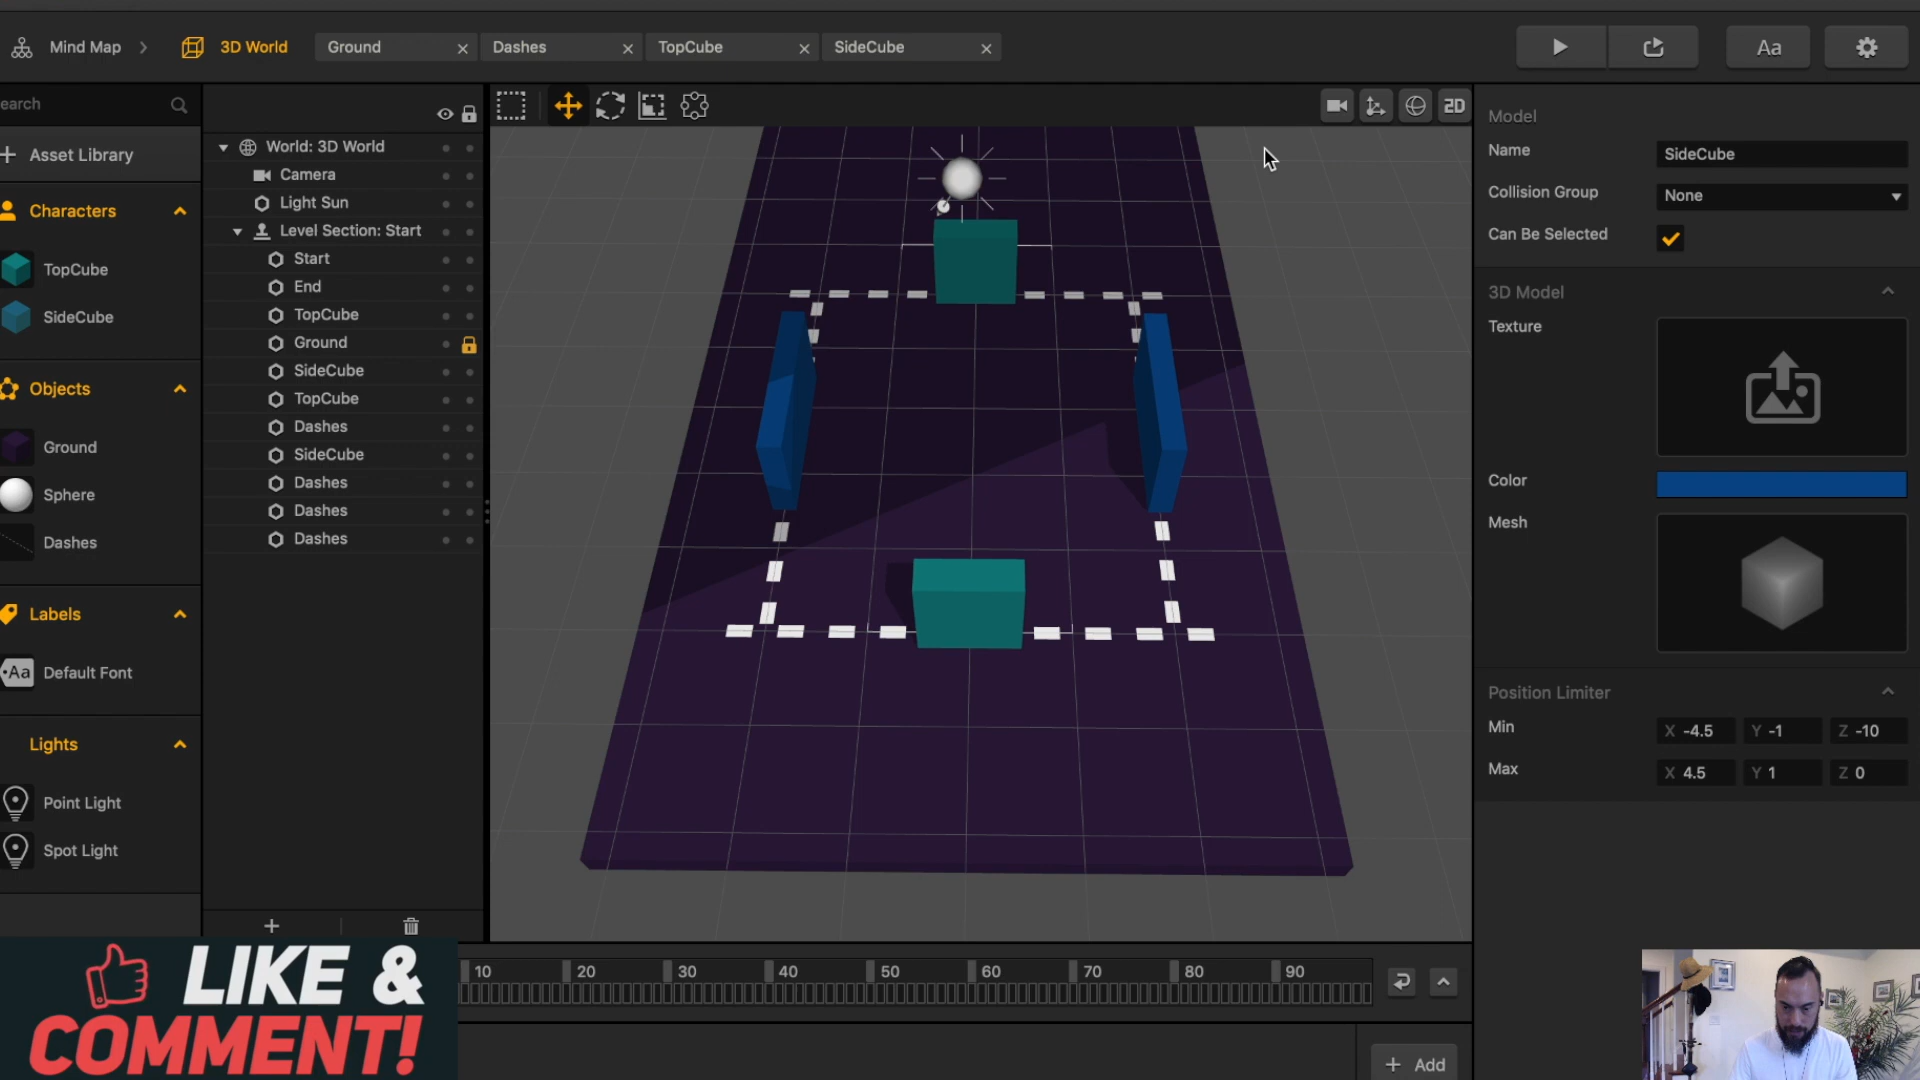 Mind Map
3D World
Ground
Dashes
TopCube
SideCube
Aa
earch
Asset Library
Characters
TopCube
SideCube
Objects
Ground
Sphere
Dashes
Labels
Aa
Default Font
Lights
Point Light
Spot Light
World: 3D World
Camera
Light Sun
Level Section: Start
Start
End
TopCube
Ground
SideCube
TopCube
Dashes
SideCube
Dashes
Dashes
Dashes
2D
Model
Name SideCube
Collision Group None
Can Be Selected
3D Model
Texture
Color
Mesh
Position Limiter
Min X -4.5 Y -1 Z -10
Max X 4.5 Y 1 Z 0
10 20 30 40 50 60 70 80 90
+ Add
LIKE &
COMMENT!